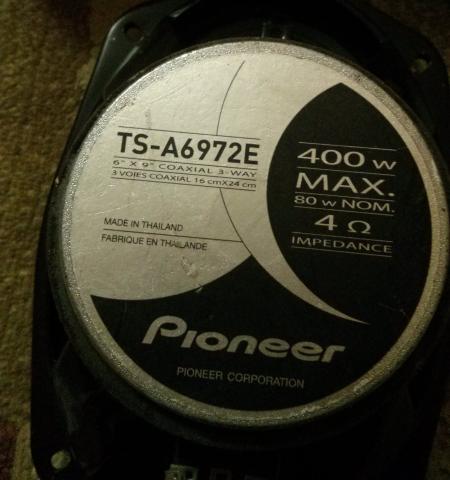 TS-A6972E
6" X 9" COAXIAL 3-WAY
3 VOIES COAXIAL 16 cmX24 cm
400 w
MAX.
80 w NOM.
4 Ω
IMPEDANCE
MADE IN THAILAND
FABRIQUE EN THAILANDE
Pioneer
PIONEER CORPORATION